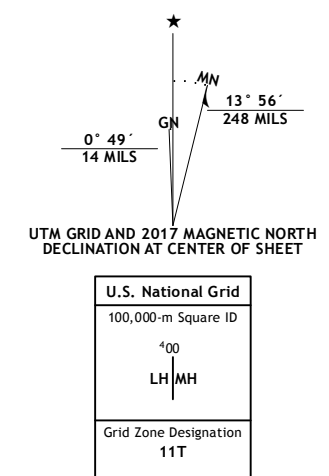 ★
MN
13° 56´
248 MILS
GN
0° 49´
14 MILS
UTM GRID AND 2017 MAGNETIC NORTH
DECLINATION AT CENTER OF SHEET
U.S. National Grid
100,000-m Square ID
⁴00
LH MH
Grid Zone Designation
11T